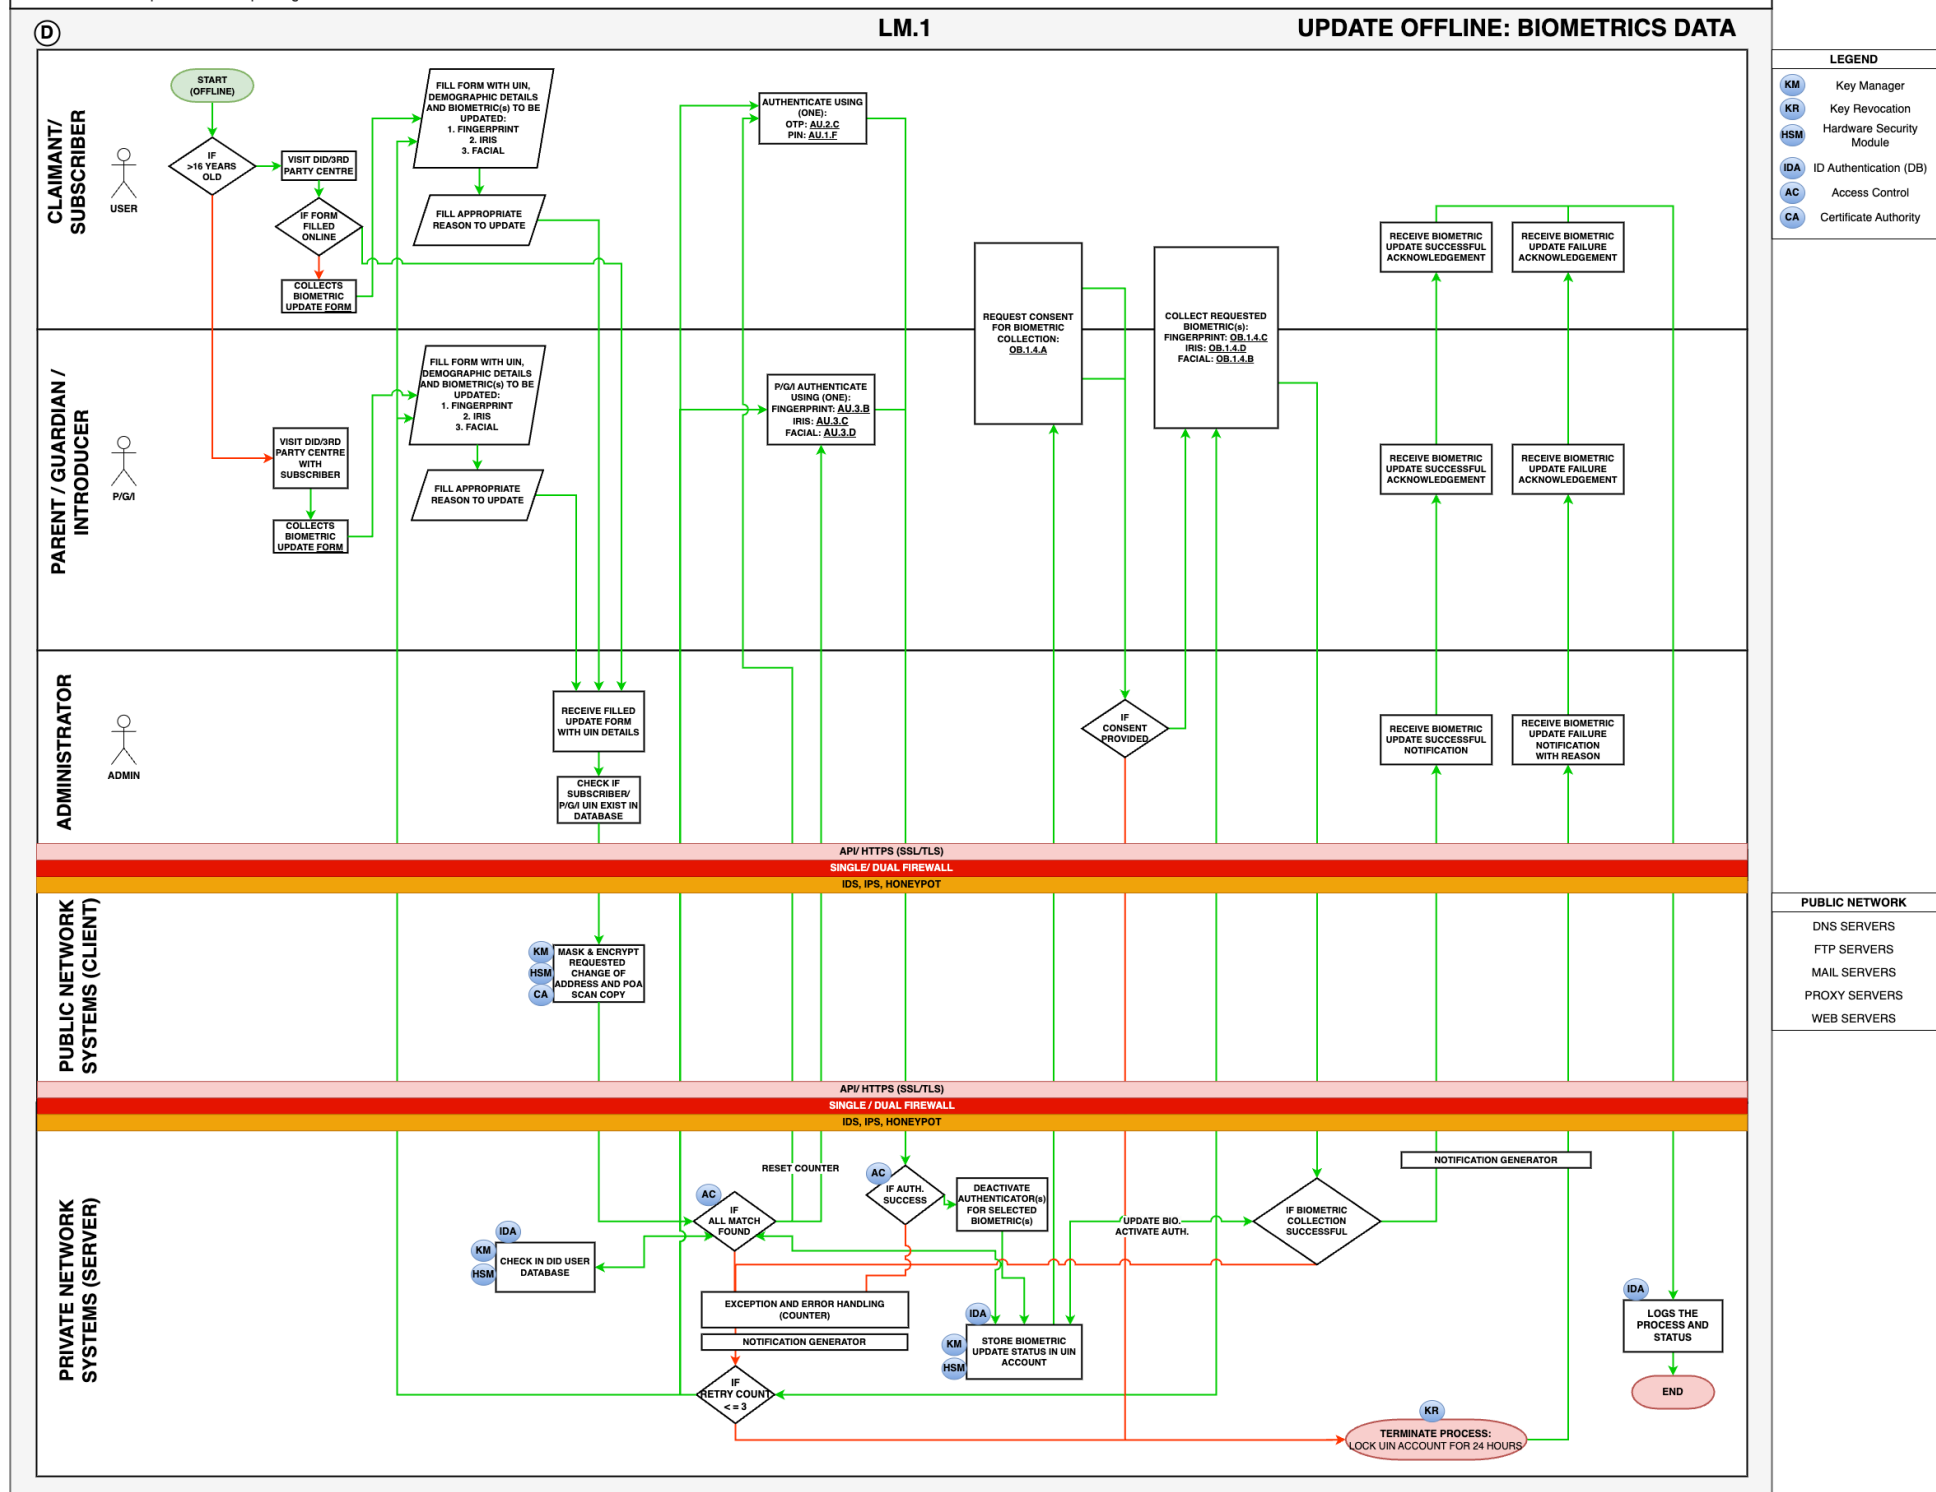 D
LM.1
UPDATE OFFLINE: BIOMETRICS DATA
CLAIMANT/
SUBSCRIBER
USER
START
(OFFLINE)
IF
>16 YEARS
OLD
VISIT DID/3RD
PARTY CENTRE
IF FORM
FILLED
ONLINE
COLLECTS
BIOMETRIC
UPDATE FORM
FILL FORM WITH UIN,
DEMOGRAPHIC DETAILS
AND BIOMETRIC(s) TO BE
UPDATED:
1. FINGERPRINT
2. IRIS
3. FACIAL
FILL APPROPRIATE
REASON TO UPDATE
AUTHENTICATE USING
(ONE):
OTP: AU.2.C
PIN: AU.1.F
REQUEST CONSENT
FOR BIOMETRIC
COLLECTION:
OB.1.4.A
COLLECT REQUESTED
BIOMETRIC(s):
FINGERPRINT: OB.1.4.C
IRIS: OB.1.4.D
FACIAL: OB.1.4.B
RECEIVE BIOMETRIC
UPDATE SUCCESSFUL
ACKNOWLEDGEMENT
RECEIVE BIOMETRIC
UPDATE FAILURE
ACKNOWLEDGEMENT
PARENT / GUARDIAN /
INTRODUCER
P/G/I
VISIT DID/3RD
PARTY CENTRE
WITH
SUBSCRIBER
COLLECTS
BIOMETRIC
UPDATE FORM
FILL FORM WITH UIN,
DEMOGRAPHIC DETAILS
AND BIOMETRIC(s) TO BE
UPDATED:
1. FINGERPRINT
2. IRIS
3. FACIAL
FILL APPROPRIATE
REASON TO UPDATE
P/G/I AUTHENTICATE
USING (ONE):
FINGERPRINT: AU.3.B
IRIS: AU.3.C
FACIAL: AU.3.D
RECEIVE BIOMETRIC
UPDATE SUCCESSFUL
ACKNOWLEDGEMENT
RECEIVE BIOMETRIC
UPDATE FAILURE
ACKNOWLEDGEMENT
ADMINISTRATOR
ADMIN
RECEIVE FILLED
UPDATE FORM
WITH UIN DETAILS
CHECK IF
SUBSCRIBER/
P/G/I UIN EXIST IN
DATABASE
IF
CONSENT
PROVIDED
RECEIVE BIOMETRIC
UPDATE SUCCESSFUL
NOTIFICATION
RECEIVE BIOMETRIC
UPDATE FAILURE
NOTIFICATION
WITH REASON
API/ HTTPS (SSL/TLS)
SINGLE/ DUAL FIREWALL
IDS, IPS, HONEYPOT
PUBLIC NETWORK
SYSTEMS (CLIENT)
KM
HSM
CA
MASK & ENCRYPT
REQUESTED
CHANGE OF
ADDRESS AND POA
SCAN COPY
API/ HTTPS (SSL/TLS)
SINGLE / DUAL FIREWALL
IDS, IPS, HONEYPOT
PRIVATE NETWORK
SYSTEMS (SERVER)
IDA
KM
HSM
CHECK IN DID USER
DATABASE
AC
IF
ALL MATCH
FOUND
RESET COUNTER
AC
IF AUTH.
SUCCESS
DEACTIVATE
AUTHENTICATOR(s)
FOR SELECTED
BIOMETRIC(s)
UPDATE BIO.
ACTIVATE AUTH.
IF BIOMETRIC
COLLECTION
SUCCESSFUL
NOTIFICATION GENERATOR
EXCEPTION AND ERROR HANDLING
(COUNTER)
NOTIFICATION GENERATOR
IF
RETRY COUNT
< = 3
IDA
KM
HSM
STORE BIOMETRIC
UPDATE STATUS IN UIN
ACCOUNT
KR
TERMINATE PROCESS:
LOCK UIN ACCOUNT FOR 24 HOURS
IDA
LOGS THE
PROCESS AND
STATUS
END
LEGEND
KM Key Manager
KR Key Revocation
HSM Hardware Security
Module
IDA ID Authentication (DB)
AC Access Control
CA Certificate Authority
PUBLIC NETWORK
DNS SERVERS
FTP SERVERS
MAIL SERVERS
PROXY SERVERS
WEB SERVERS